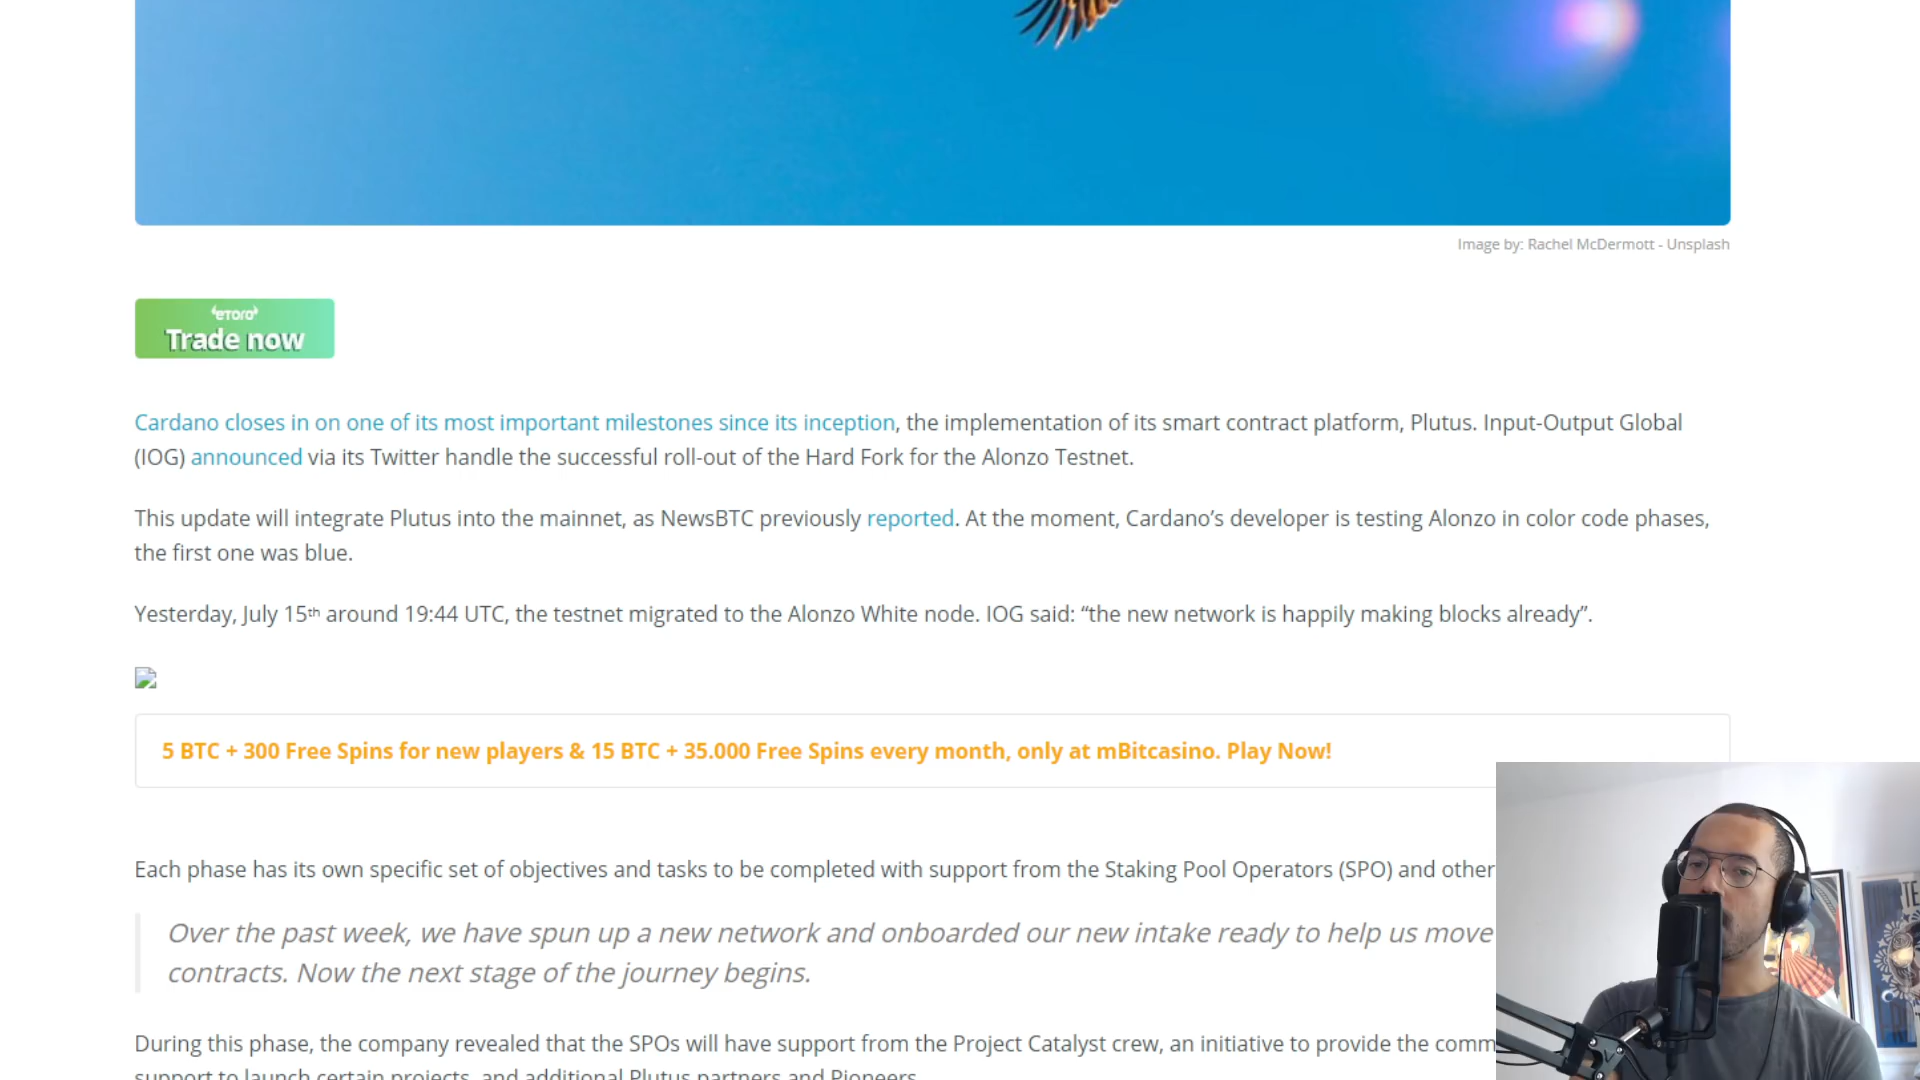 Image by: Rachel McDermott - Unsplash
eToro
Trade now
Cardano closes in on one of its most important milestones since its inception, the implementation of its smart contract platform, Plutus. Input-Output Global
(IOG) announced via its Twitter handle the successful roll-out of the Hard Fork for the Alonzo Testnet.
This update will integrate Plutus into the mainnet, as NewsBTC previously reported. At the moment, Cardano’s developer is testing Alonzo in color code phases,
the first one was blue.
Yesterday, July 15th around 19:44 UTC, the testnet migrated to the Alonzo White node. IOG said: “the new network is happily making blocks already”.
5 BTC + 300 Free Spins for new players & 15 BTC + 35.000 Free Spins every month, only at mBitcasino. Play Now!
Each phase has its own specific set of objectives and tasks to be completed with support from the Staking Pool Operators (SPO) and other
Over the past week, we have spun up a new network and onboarded our new intake ready to help us move
contracts. Now the next stage of the journey begins.
During this phase, the company revealed that the SPOs will have support from the Project Catalyst crew, an initiative to provide the comm
support to launch certain projects, and additional Plutus partners and Pioneers.